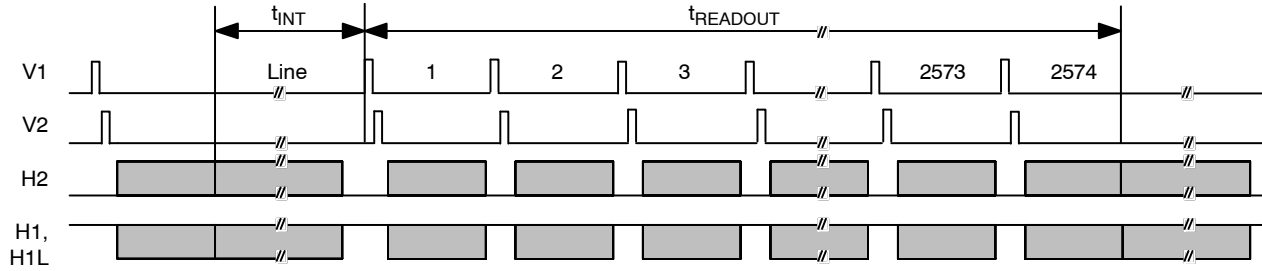 tINT tREADOUT
V1 Line 1 2 3 2573 2574
V2
H2
H1,
H1L